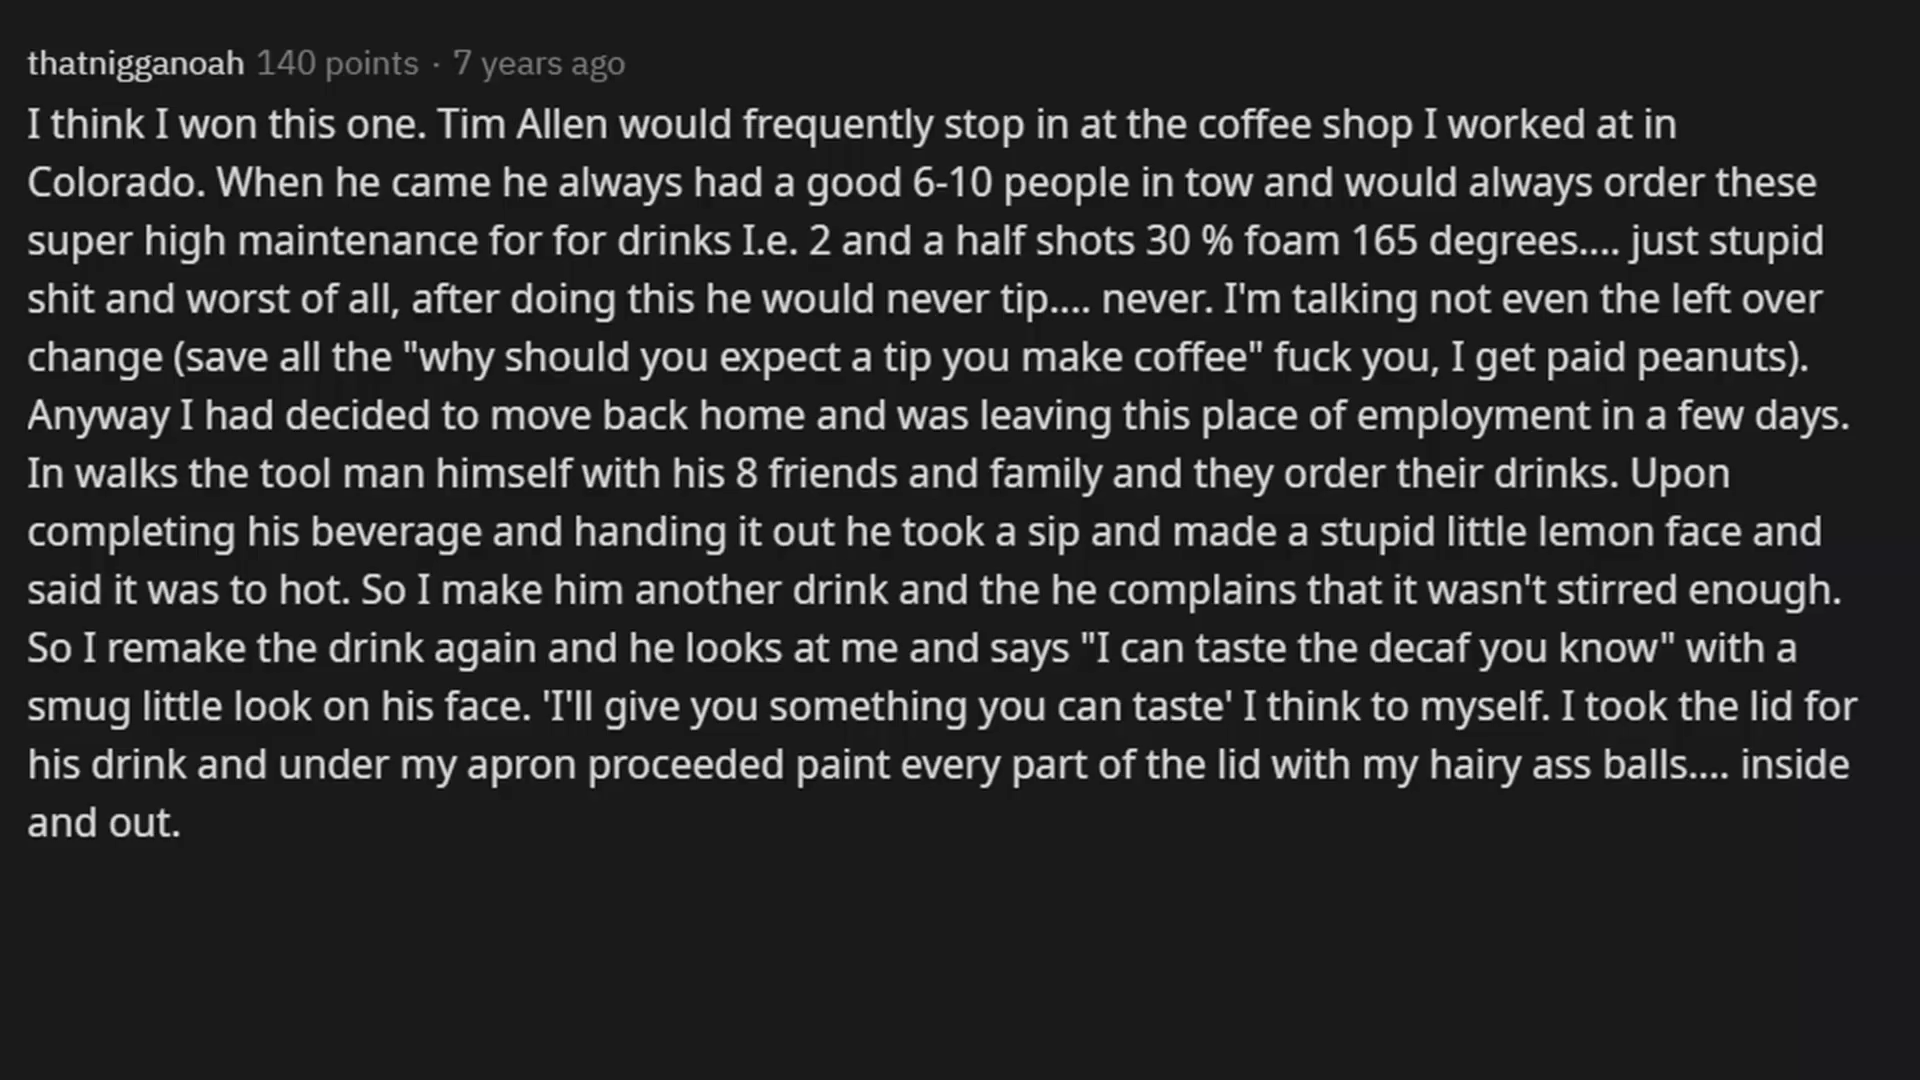 thatnigganoah 140 points · 7 years ago
I think I won this one. Tim Allen would frequently stop in at the coffee shop I worked at in
Colorado. When he came he always had a good 6-10 people in tow and would always order these
super high maintenance for for drinks I.e. 2 and a half shots 30 % foam 165 degrees.... just stupid
shit and worst of all, after doing this he would never tip.... never. I'm talking not even the left over
change (save all the "why should you expect a tip you make coffee" fuck you, I get paid peanuts).
Anyway I had decided to move back home and was leaving this place of employment in a few days.
In walks the tool man himself with his 8 friends and family and they order their drinks. Upon
completing his beverage and handing it out he took a sip and made a stupid little lemon face and
said it was to hot. So I make him another drink and the he complains that it wasn't stirred enough.
So I remake the drink again and he looks at me and says "I can taste the decaf you know" with a
smug little look on his face. 'I'll give you something you can taste' I think to myself. I took the lid for
his drink and under my apron proceeded paint every part of the lid with my hairy ass balls.... inside
and out.